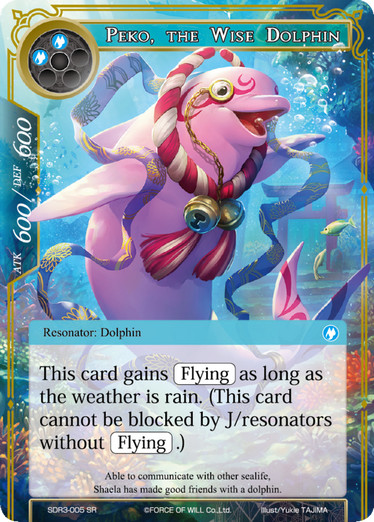 Peko, the Wise Dolphin
ATK 600 /DEF 600
Resonator: Dolphin
This card gains Flying as long as
the weather is rain. (This card
cannot be blocked by J/resonators
without Flying.)
Able to communicate with other sealife,
Shaela has made good friends with a dolphin.
SDR3-005 SR ©FORCE OF WILL Co.,Ltd. Illust/Yukie TAJIMA